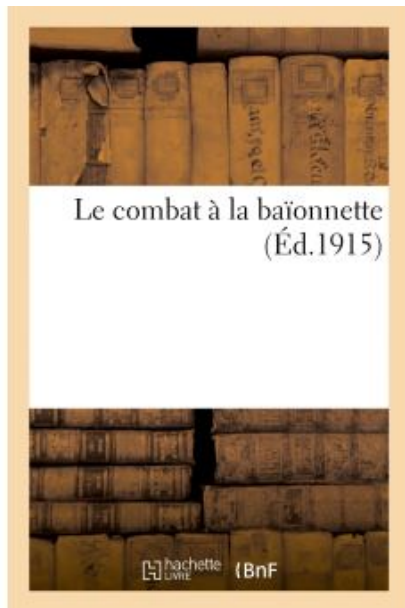 Le combat à la baïonnette
(Éd.1915)
hachette
LIVRE
(BnF